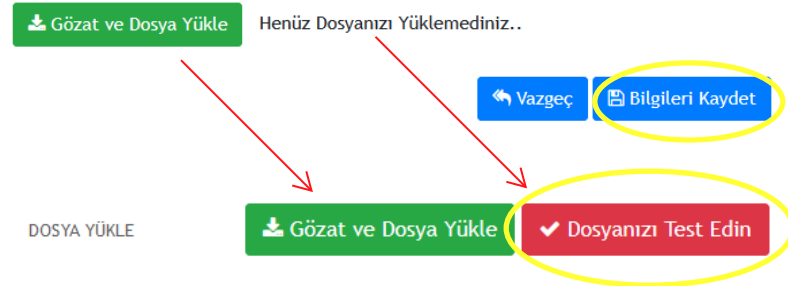 Gözat ve Dosya Yükle Henüz Dosyanızı Yüklemediniz..
Vazgeç Bilgileri Kaydet
DOSYA YÜKLE Gözat ve Dosya Yükle Dosyanızı Test Edin